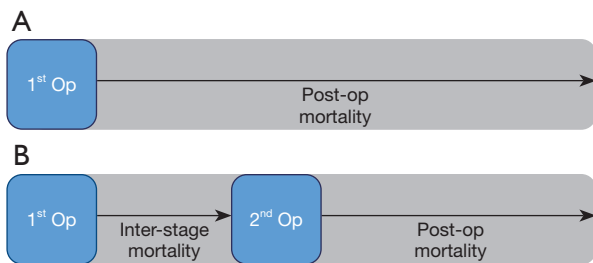 A
1st Op
Post-op
mortality
B
1st Op
Inter-stage
mortality
2nd Op
Post-op
mortality